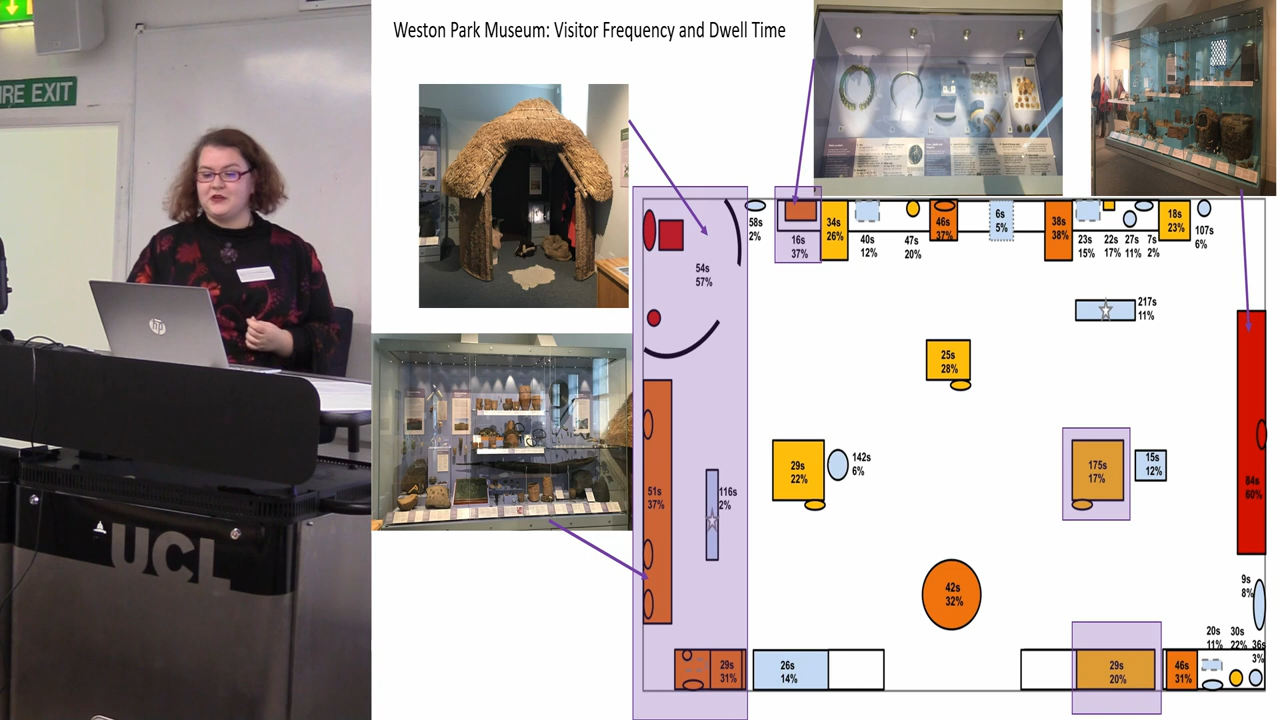 IRE EXIT
hp
UCL
Weston Park Museum: Visitor Frequency and Dwell Time
54s
57%
58s
2%
16s
37%
34s
26%
40s
12%
47s
20%
46s
37%
6s
5%
38s
38%
23s
15%
22s
17%
27s
11%
7s
2%
18s
23%
107s
6%
217s
11%
25s
28%
29s
22%
142s
6%
175s
17%
15s
12%
84s
60%
51s
37%
116s
2%
42s
32%
9s
8%
29s
31%
26s
14%
29s
20%
46s
31%
20s
11%
30s
22%
36s
3%